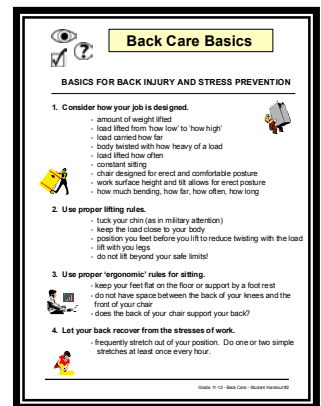 Back Care Basics
BASICS FOR BACK INJURY AND STRESS PREVENTION
1. Consider how your job is designed.
- amount of weight lifted
- load lifted from 'how low' to 'how high'
- load carried how far
- body twisted with how heavy of a load
- load lifted how often
- constant sitting
- chair designed for erect and comfortable posture
- work surface height and tilt allows for erect posture
- how much bending, how far, how often, how long
2. Use proper lifting rules.
- tuck your chin (as in military attention)
- keep the load close to your body
- position you feet before you lift to reduce twisting with the load
- lift with you legs
- do not lift beyond your safe limits!
3. Use proper 'ergonomic' rules for sitting.
- keep your feet flat on the floor or support by a foot rest
- do not have space between the back of your knees and the
front of your chair
- does the back of your chair support your back?
4. Let your back recover from the stresses of work.
- frequently stretch out of your position. Do one or two simple
stretches at least once every hour.
Grade 11-12 - Back Care - Student Handout #2